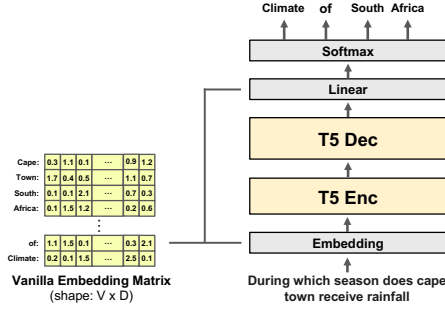 Climate of South Africa
Softmax
Linear
T5 Dec
T5 Enc
Embedding
During which season does cape
town receive rainfall
Cape: 0.3 1.1 0.1 ... 0.9 1.2
Town: 1.7 0.4 0.5 ... 1.1 0.7
South: 0.1 0.1 2.1 ... 0.7 0.3
Africa: 0.1 1.5 1.2 ... 0.2 0.6
of: 1.1 1.5 0.1 ... 0.3 2.1
Climate: 0.2 0.1 1.5 ... 2.5 0.1
Vanilla Embedding Matrix
(shape: V x D)